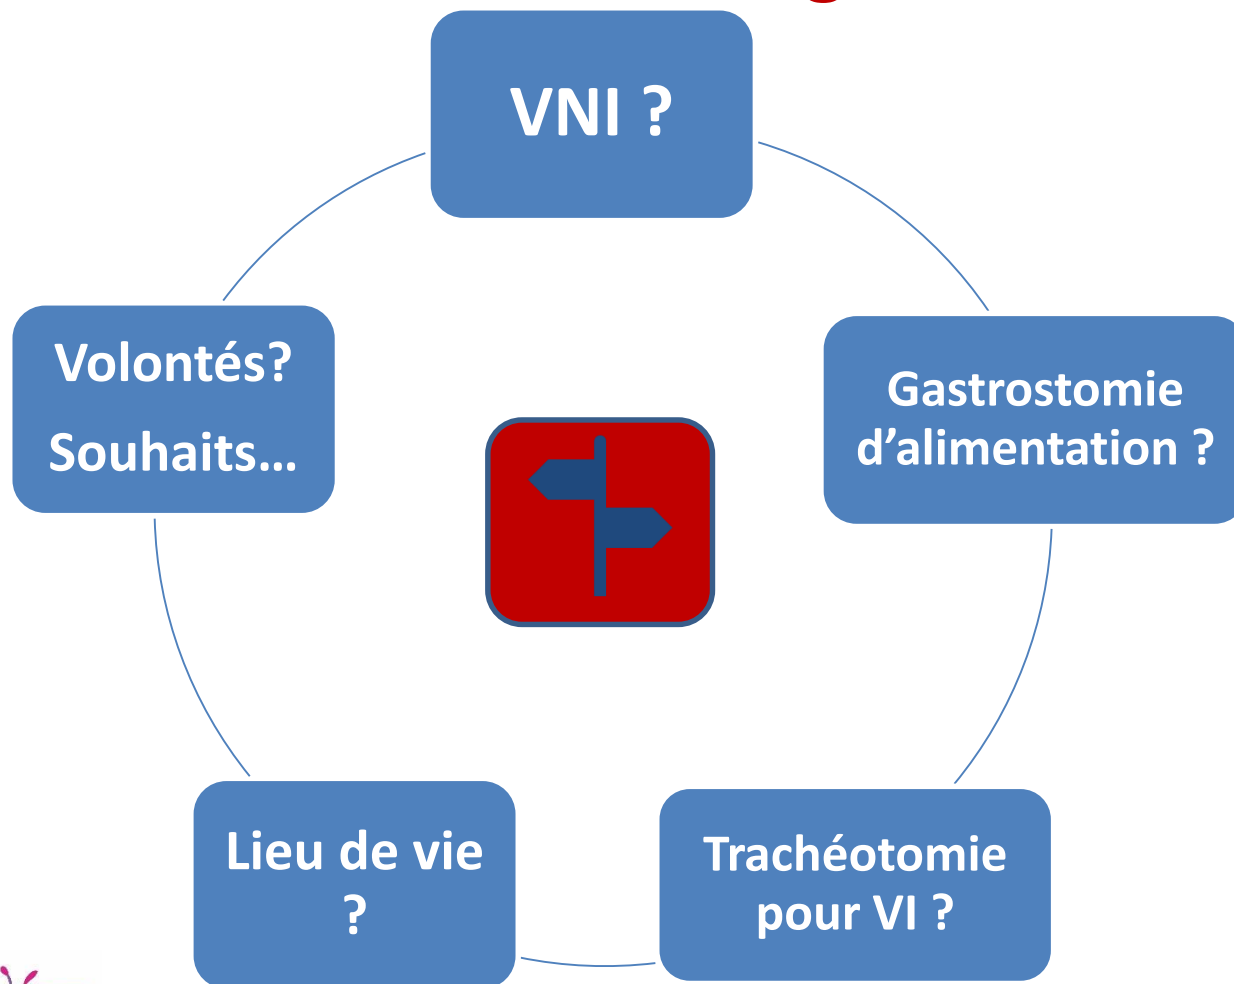 VNI ?
Gastrostomie
d’alimentation ?
Trachéotomie
pour VI ?
Lieu de vie
?
Volontés?
Souhaits…